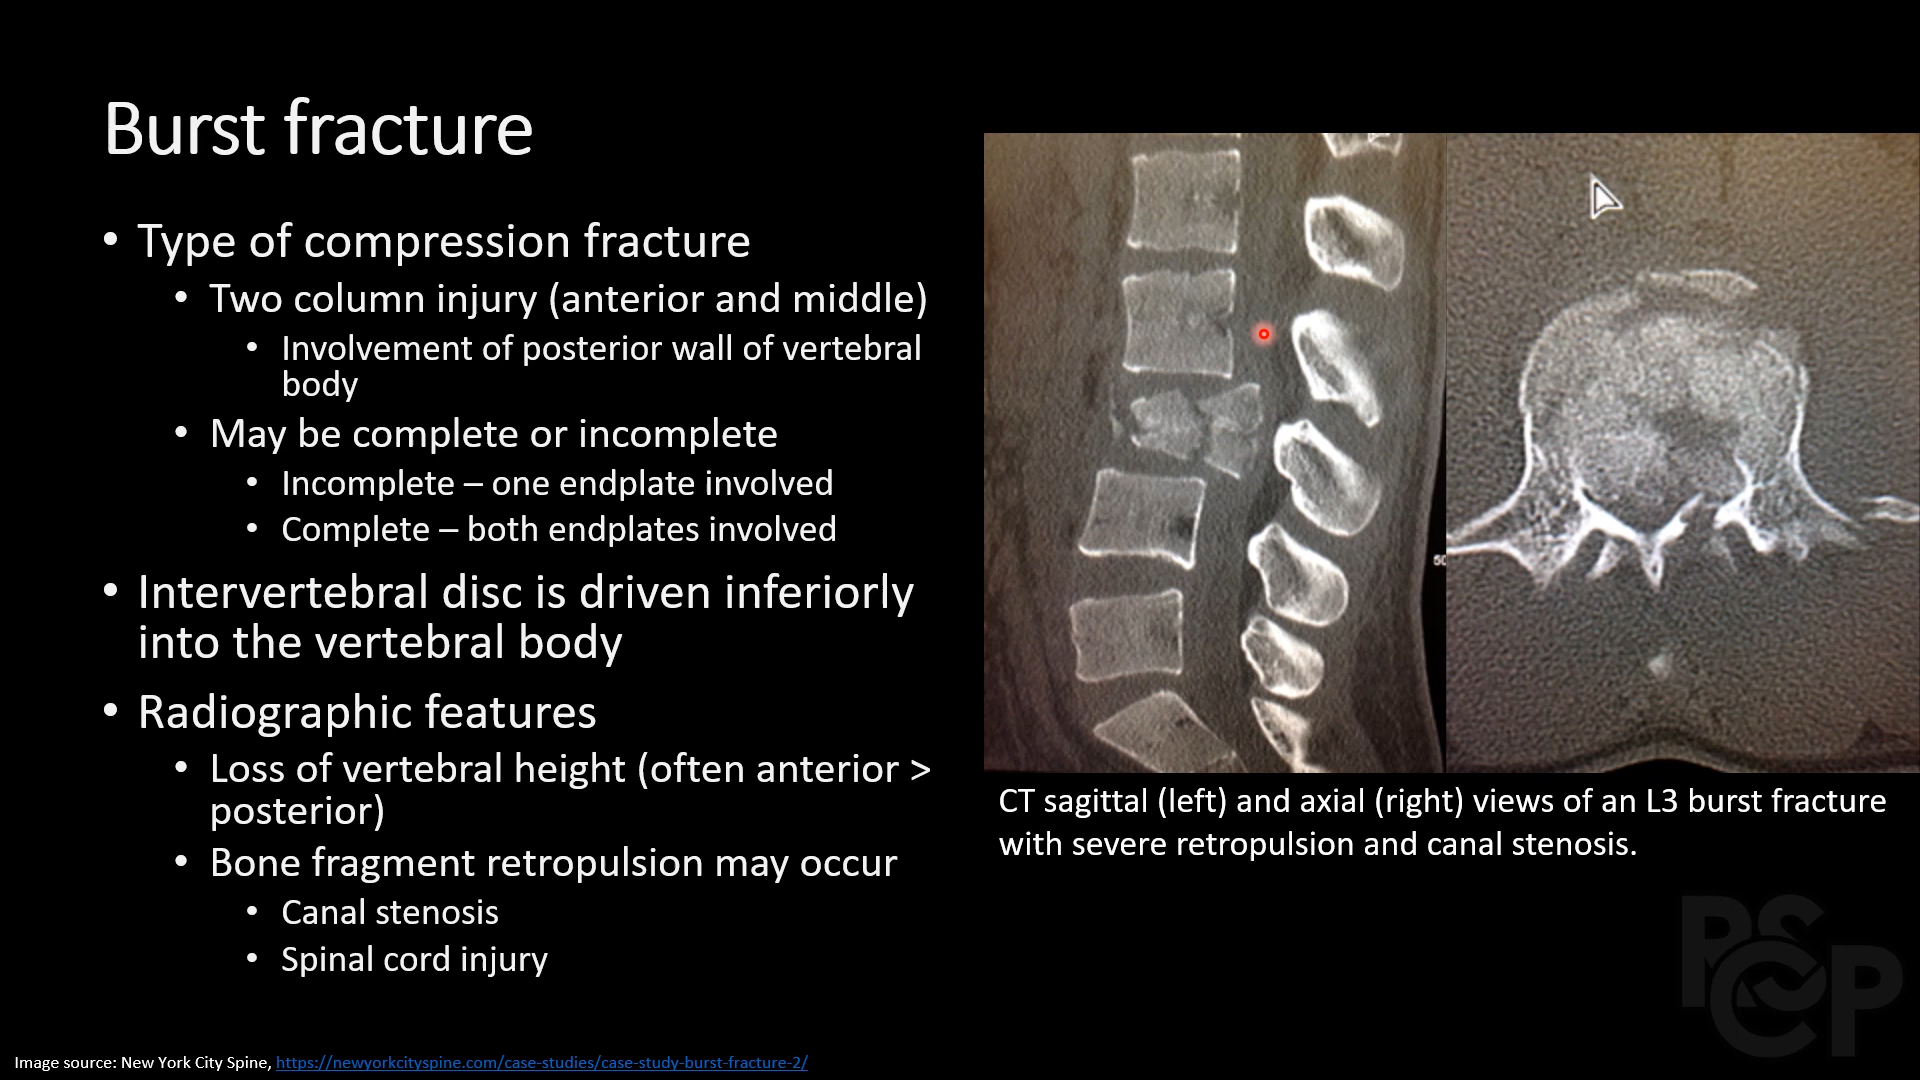 Burst fracture
• Type of compression fracture
• Two column injury (anterior and middle)
• Involvement of posterior wall of vertebral
body
• May be complete or incomplete
• Incomplete – one endplate involved
• Complete – both endplates involved
• Intervertebral disc is driven inferiorly
into the vertebral body
• Radiographic features
• Loss of vertebral height (often anterior >
posterior)
• Bone fragment retropulsion may occur
• Canal stenosis
• Spinal cord injury
50
CT sagittal (left) and axial (right) views of an L3 burst fracture
with severe retropulsion and canal stenosis.
PSCP
Image source: New York City Spine, https://newyorkcityspine.com/case-studies/case-study-burst-fracture-2/